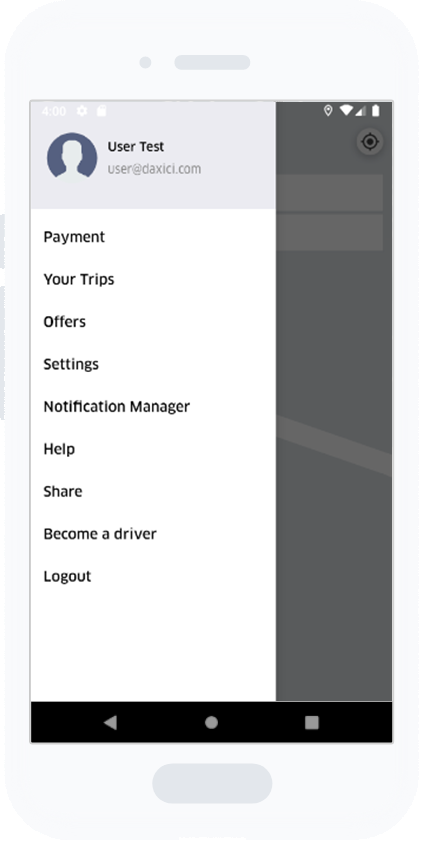 4:00
User Test
user@daxici.com
Payment
Your Trips
Offers
Settings
Notification Manager
Help
Share
Become a driver
Logout